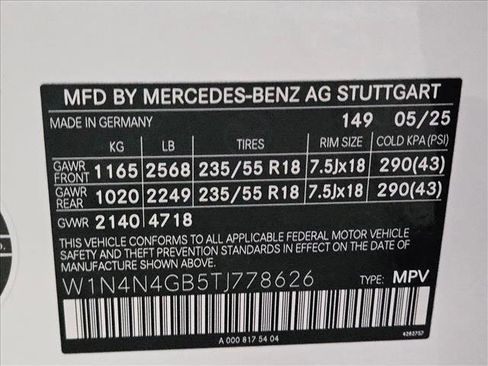 MFD BY MERCEDES-BENZ AG STUTTGART
MADE IN GERMANY 149 05/25
KG LB TIRES RIM SIZE COLD KPA (PSI)
GAWR FRONT 1165 2568 235/55 R18 7.5Jx18 290(43)
GAWR REAR 1020 2249 235/55 R18 7.5Jx18 290(43)
GVWR 2140 4718
THIS VEHICLE CONFORMS TO ALL APPLICABLE FEDERAL MOTOR VEHICLE
SAFETY AND THEFT PREVENTION STANDARDS IN EFFECT ON THE DATE OF
MANUFACTURE SHOWN ABOVE.
W1N4N4GB5TJ778626 TYPE: MPV
A 000 817 54 04